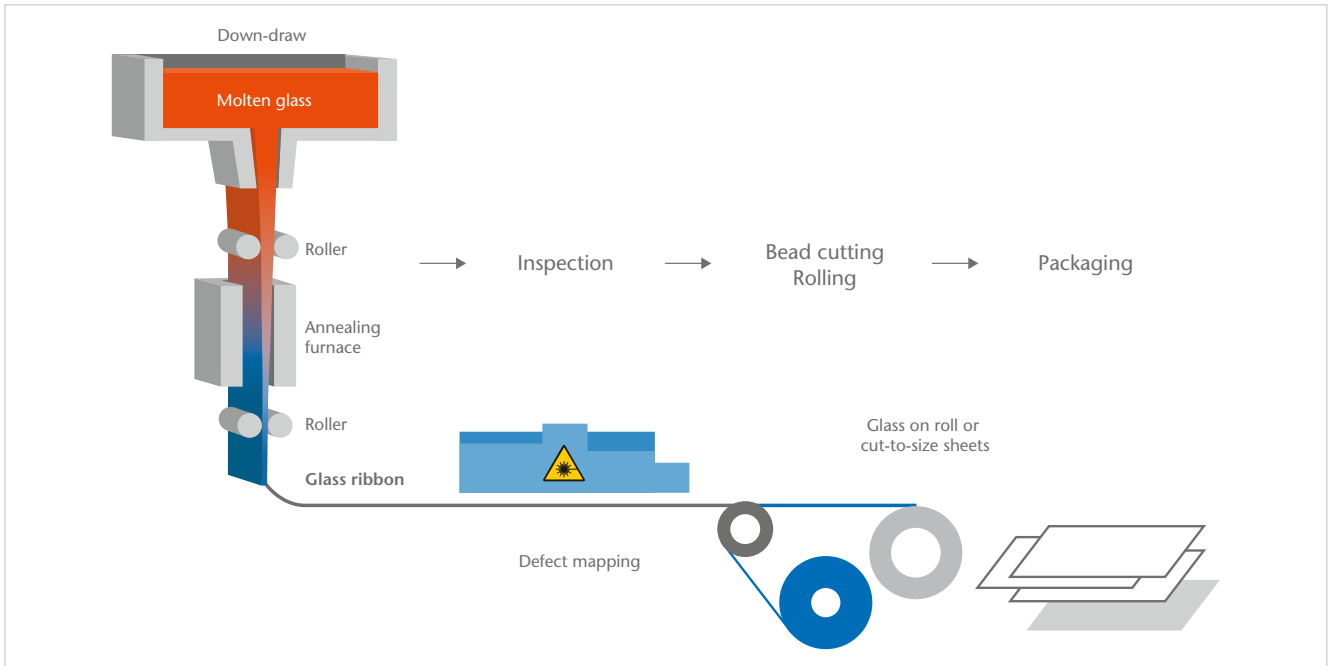 Down-draw
Molten glass
Roller
Inspection
Bead cutting
Rolling
Packaging
Annealing
furnace
Roller
Glass on roll or
cut-to-size sheets
Glass ribbon
Defect mapping